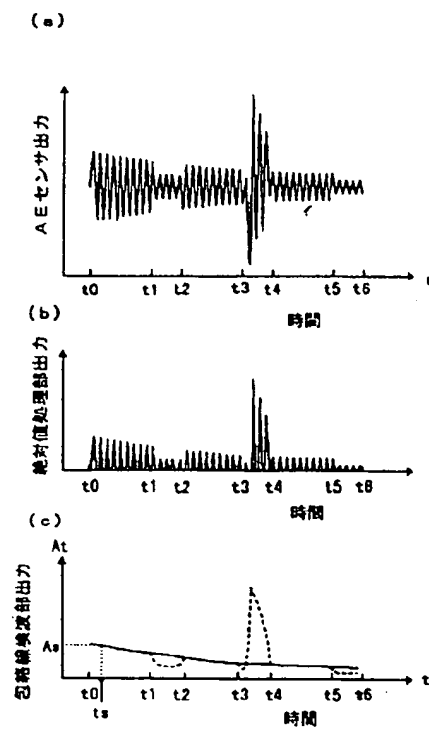 (a)
AEセンサ出力
t0 t1 t2 t3 t4 t5 t6
時間
(b)
絶対値処理部出力
t0 t1 t2 t3 t4 t5 t6
時間
(c)
At
包絡線検波部出力
As
t0 t1 t2 t3 t4 t5 t6 t
ts
時間